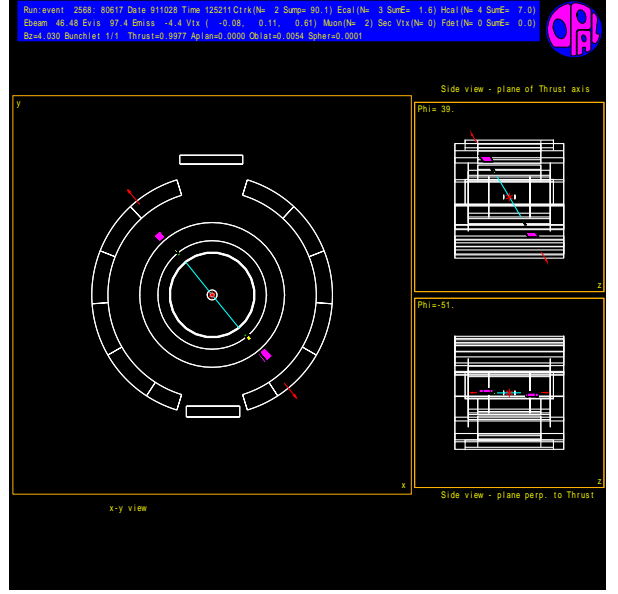 Run:event 2568: 80617 Date 911028 Time 125211 Ctrk(N= 2 Sump= 90.1) Ecal(N= 3 SumE= 1.6) Hcal(N= 4 SumE= 7.0)
Ebeam 46.48 Evis 97.4 Emiss -4.4 Vtx ( -0.08, 0.11, 0.61) Muon(N= 2) Sec Vtx(N= 0) Fdet(N= 0 SumE= 0.0)
Bz=4.030 Bunchlet 1/1 Thrust=0.9977 Aplan=0.0000 Oblat=0.0054 Spher=0.0001
OPAL
Side view - plane of Thrust axis
y
Phi= 39.
z
Phi=-51.
x
z
Side view - plane perp. to Thrust
x-y view